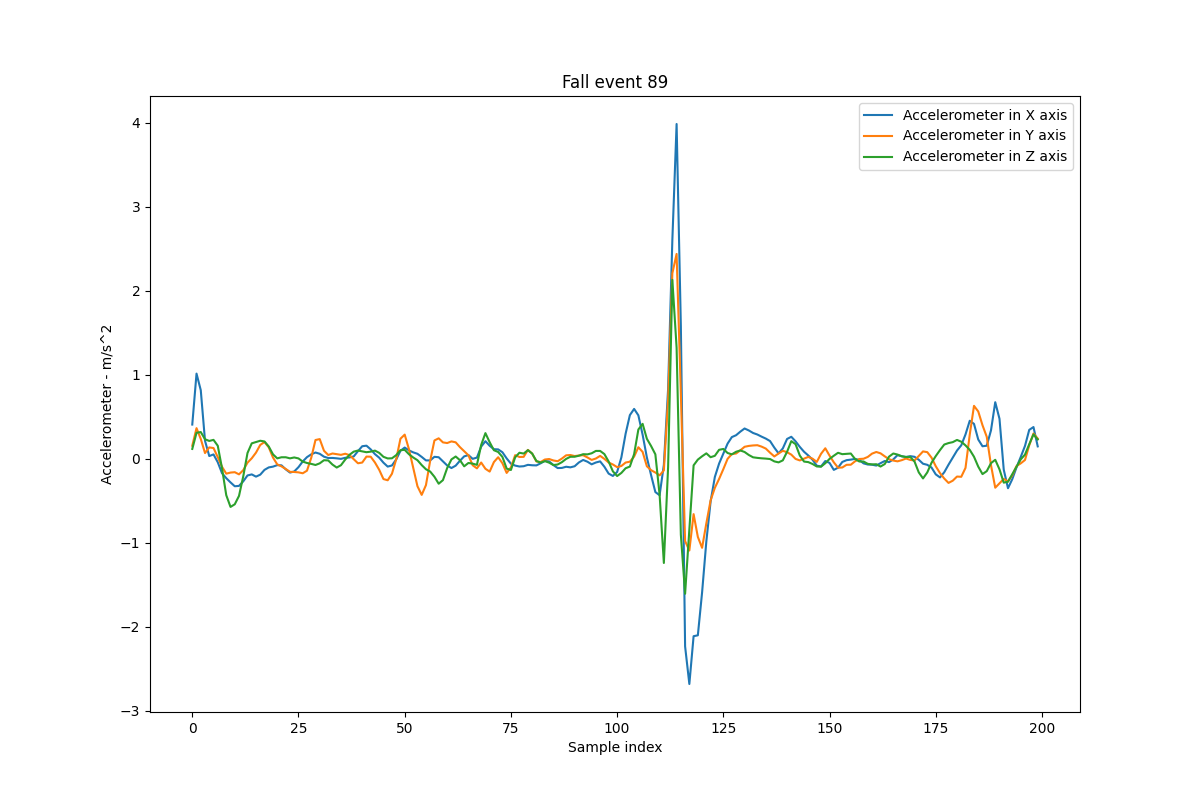 Fall event 89
Accelerometer in X axis
Accelerometer in Y axis
Accelerometer in Z axis
Accelerometer - m/s^2
4
3
2
1
0
−1
−2
−3
0 25 50 75 100 125 150 175 200
Sample index